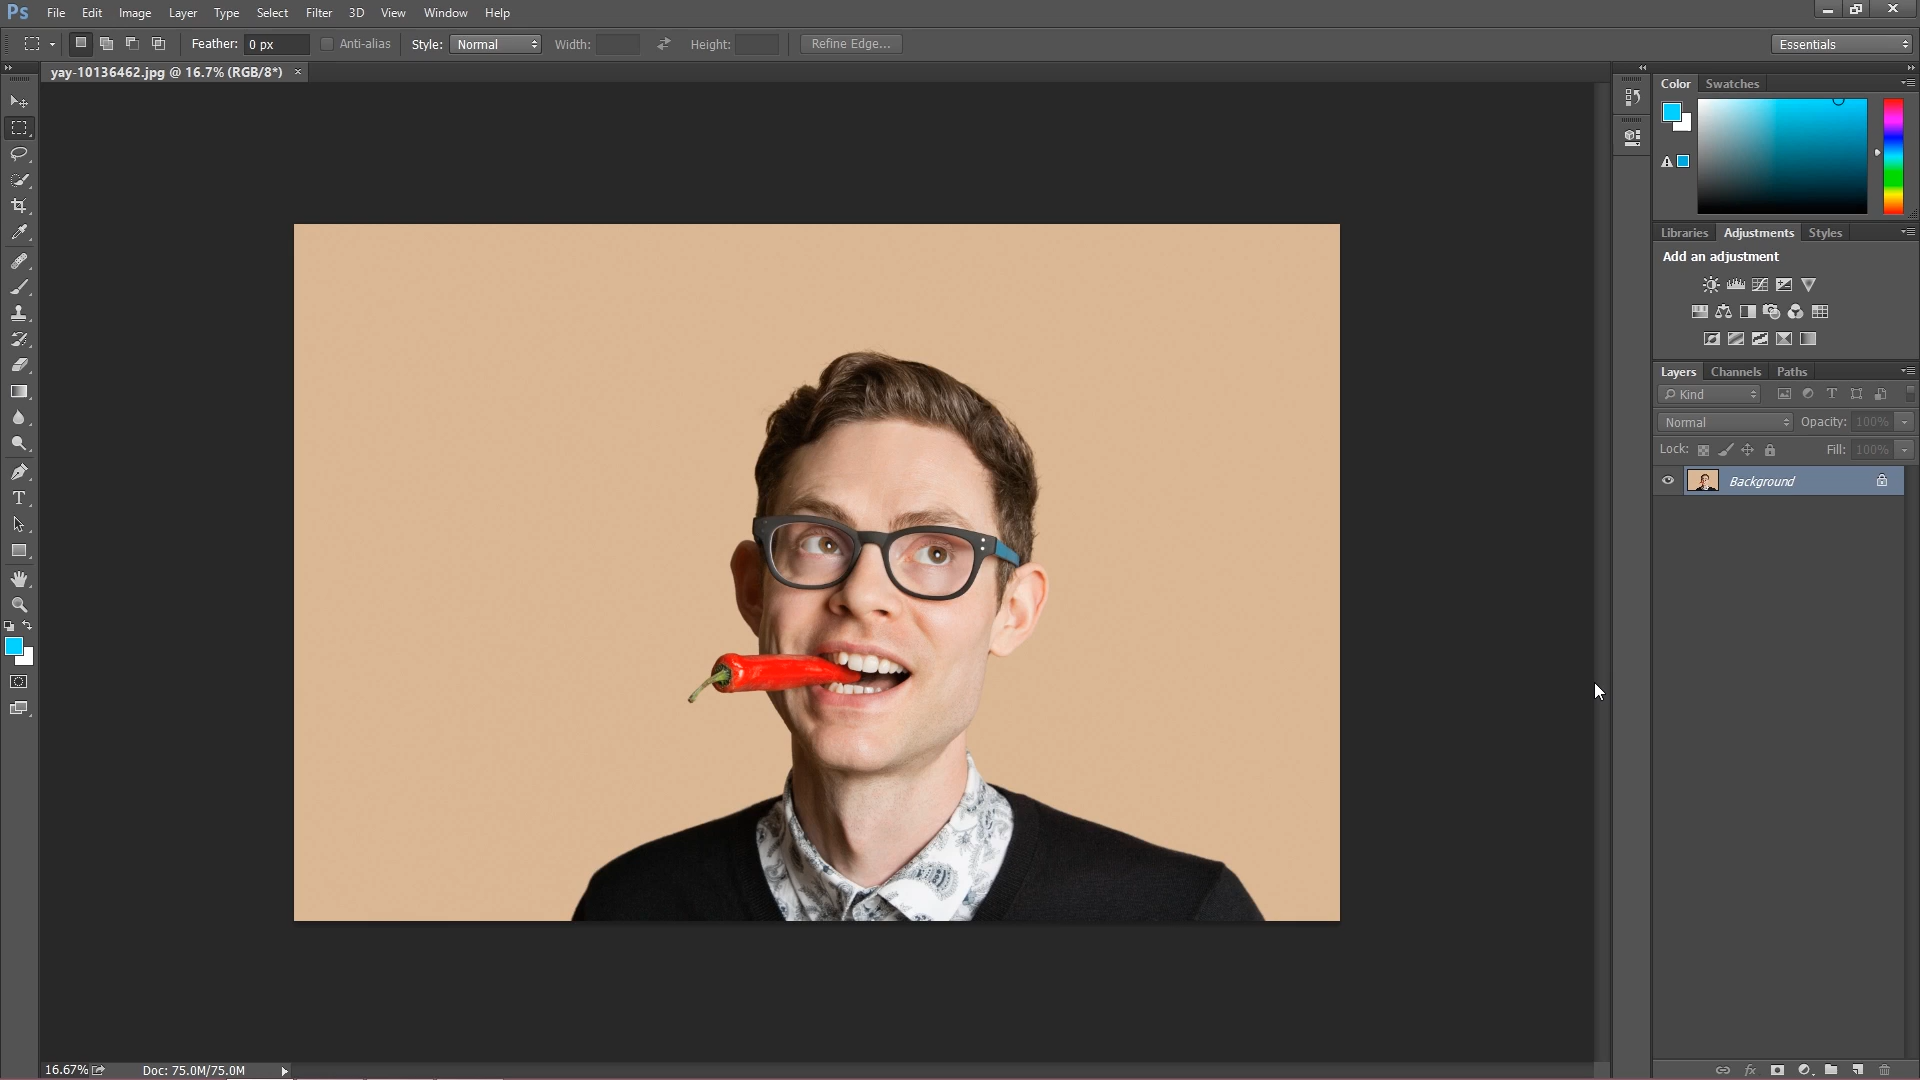 Ps File Edit Image Layer Type Select Filter 3D View Window Help
Feather: 0 px Anti-alias Style: Normal Width: Height: Refine Edge... Essentials
yay-10136462.jpg @ 16.7% (RGB/8*) ×
Color Swatches
Libraries Adjustments Styles
Add an adjustment
Layers Channels Paths
Kind
Normal Opacity: 100%
Lock: Fill: 100%
Background
16.67% Doc: 75.0M/75.0M